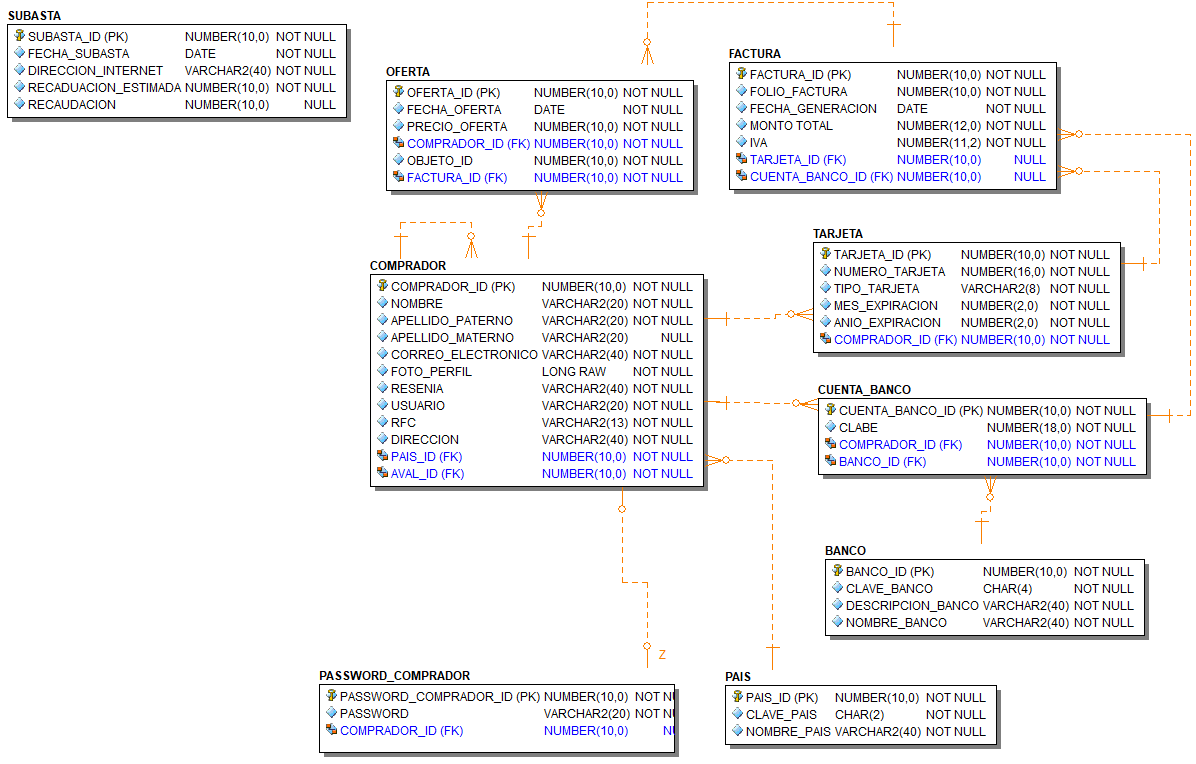 SUBASTA
SUBASTA_ID (PK) NUMBER(10,0) NOT NULL
FECHA_SUBASTA DATE NOT NULL
DIRECCION_INTERNET VARCHAR2(40) NOT NULL
RECADUACION_ESTIMADA NUMBER(10,0) NOT NULL
RECAUDACION NUMBER(10,0) NULL
OFERTA
OFERTA_ID (PK) NUMBER(10,0) NOT NULL
FECHA_OFERTA DATE NOT NULL
PRECIO_OFERTA NUMBER(10,0) NOT NULL
COMPRADOR_ID (FK) NUMBER(10,0) NOT NULL
OBJETO_ID NUMBER(10,0) NOT NULL
FACTURA_ID (FK) NUMBER(10,0) NOT NULL
FACTURA
FACTURA_ID (PK) NUMBER(10,0) NOT NULL
FOLIO_FACTURA NUMBER(10,0) NOT NULL
FECHA_GENERACION DATE NOT NULL
MONTO TOTAL NUMBER(12,0) NOT NULL
IVA NUMBER(11,2) NOT NULL
TARJETA_ID (FK) NUMBER(10,0) NULL
CUENTA_BANCO_ID (FK) NUMBER(10,0) NULL
TARJETA
TARJETA_ID (PK) NUMBER(10,0) NOT NULL
NUMERO_TARJETA NUMBER(16,0) NOT NULL
TIPO_TARJETA VARCHAR2(8) NOT NULL
MES_EXPIRACION NUMBER(2,0) NOT NULL
ANIO_EXPIRACION NUMBER(2,0) NOT NULL
COMPRADOR_ID (FK) NUMBER(10,0) NOT NULL
COMPRADOR
COMPRADOR_ID (PK) NUMBER(10,0) NOT NULL
NOMBRE VARCHAR2(20) NOT NULL
APELLIDO_PATERNO VARCHAR2(20) NOT NULL
APELLIDO_MATERNO VARCHAR2(20) NULL
CORREO_ELECTRONICO VARCHAR2(40) NOT NULL
FOTO_PERFIL LONG RAW NOT NULL
RESENIA VARCHAR2(40) NOT NULL
USUARIO VARCHAR2(20) NOT NULL
RFC VARCHAR2(13) NOT NULL
DIRECCION VARCHAR2(40) NOT NULL
PAIS_ID (FK) NUMBER(10,0) NOT NULL
AVAL_ID (FK) NUMBER(10,0) NOT NULL
CUENTA_BANCO
CUENTA_BANCO_ID (PK) NUMBER(10,0) NOT NULL
CLABE NUMBER(18,0) NOT NULL
COMPRADOR_ID (FK) NUMBER(10,0) NOT NULL
BANCO_ID (FK) NUMBER(10,0) NOT NULL
BANCO
BANCO_ID (PK) NUMBER(10,0) NOT NULL
CLAVE_BANCO CHAR(4) NOT NULL
DESCRIPCION_BANCO VARCHAR2(40) NOT NULL
NOMBRE_BANCO VARCHAR2(40) NOT NULL
Z
PASSWORD_COMPRADOR
PASSWORD_COMPRADOR_ID (PK) NUMBER(10,0) NOT
PASSWORD VARCHAR2(20) NOT
COMPRADOR_ID (FK) NUMBER(10,0)
PAIS
PAIS_ID (PK) NUMBER(10,0) NOT NULL
CLAVE_PAIS CHAR(2) NOT NULL
NOMBRE_PAIS VARCHAR2(40) NOT NULL